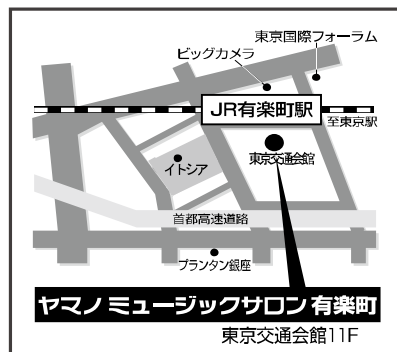 東京国際フォーラム
ビッグカメラ
JR有楽町駅
至東京駅
東京交通会館
イトシア
首都高速道路
プランタン銀座
ヤマノ ミュージックサロン 有楽町
東京交通会館11F